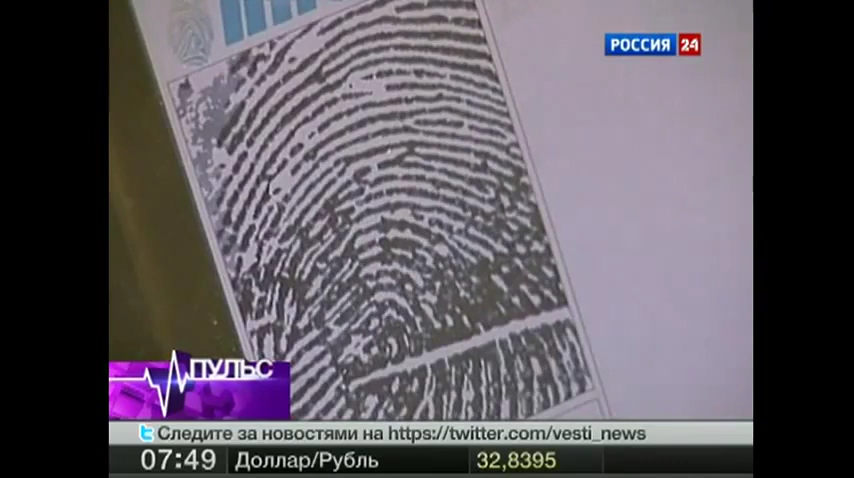 РОССИЯ 24
ПУЛЬС
Следите за новостями на https://twitter.com/vesti_news
07:49 Доллар/Рубль 32,8395